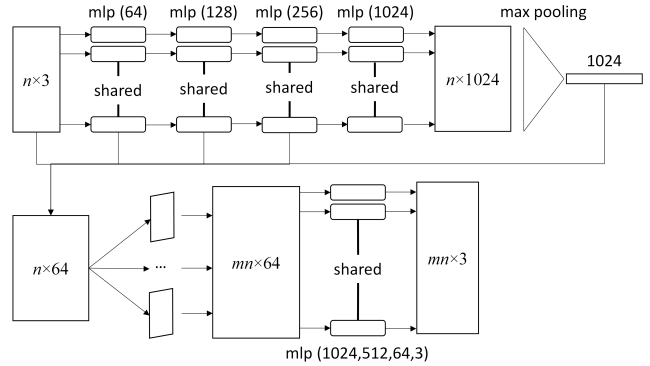 mlp (64) mlp (128) mlp (256) mlp (1024) max pooling
n×3 shared shared shared shared n×1024 1024
n×64 ... mn×64 shared mn×3
mlp (1024,512,64,3)